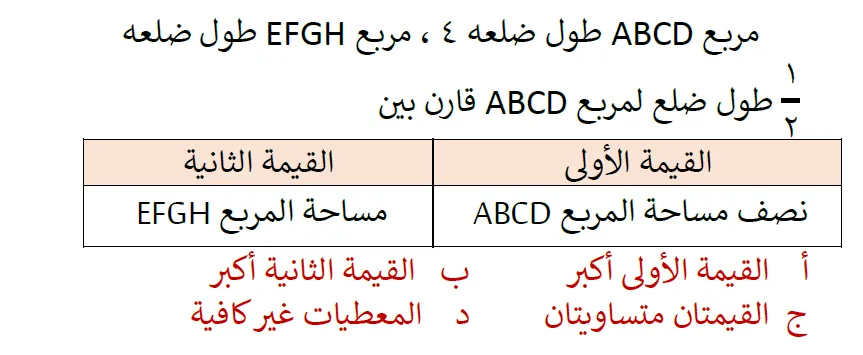 مربع ABCD طول ضلعه ٤ ، مربع EFGH طول ضلعه
١/٢ طول ضلع لمربع ABCD قارن بين
القيمة الأولى القيمة الثانية
نصف مساحة المربع ABCD مساحة المربع EFGH
أ القيمة الأولى أكبر ب القيمة الثانية أكبر
ج القيمتان متساويتان د المعطيات غير كافية